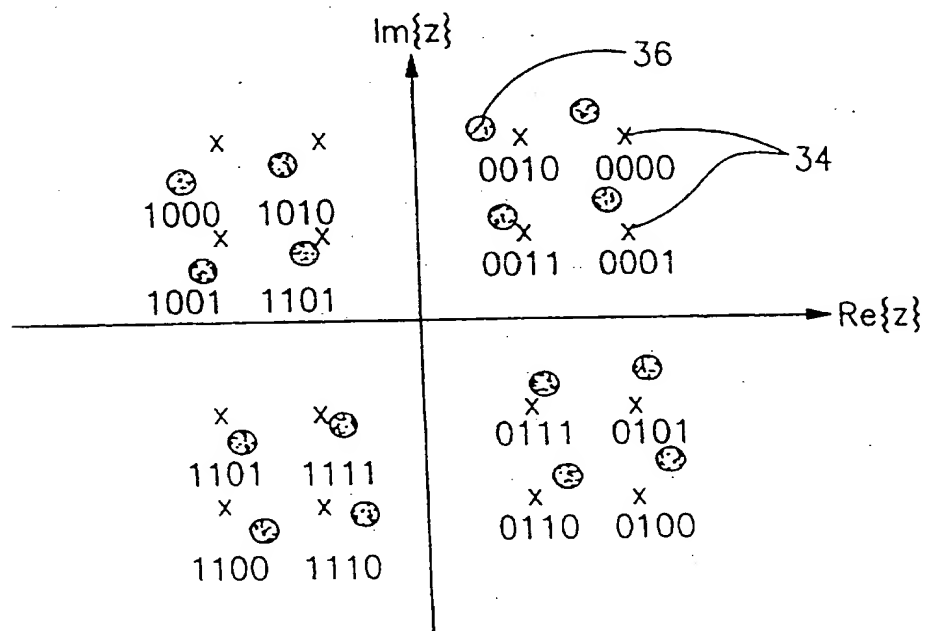 Im{z}
36
X X X X
0010 0000
34
1000 1010
X X X X
0011 0001
1001 1101
Re{z}
X X X X
0111 0101
1101 1111
X X X X
0110 0100
1100 1110